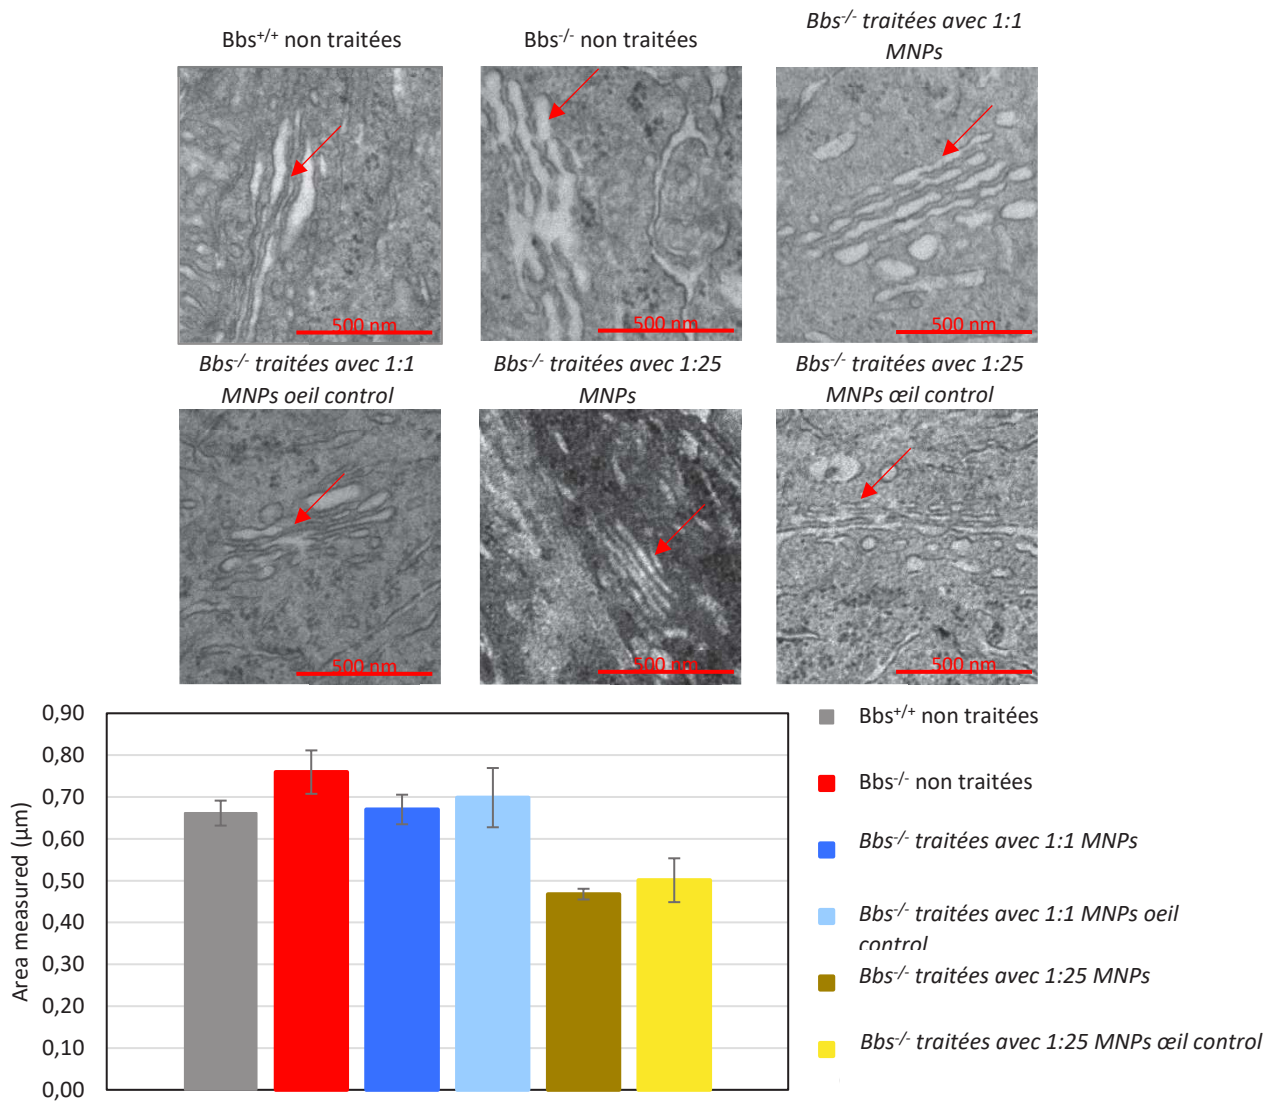 Bbs+/+ non traitées
Bbs-/- non traitées
Bbs-/- traitées avec 1:1
MNPs
500 nm
500 nm
500 nm
Bbs-/- traitées avec 1:1
MNPs oeil control
Bbs-/- traitées avec 1:25
MNPs
Bbs-/- traitées avec 1:25
MNPs œil control
500 nm
500 nm
500 nm
Area measured (µm)
0,90
0,80
0,70
0,60
0,50
0,40
0,30
0,20
0,10
0,00
Bbs+/+ non traitées
Bbs-/- non traitées
Bbs-/- traitées avec 1:1 MNPs
Bbs-/- traitées avec 1:1 MNPs oeil
control
Bbs-/- traitées avec 1:25 MNPs
Bbs-/- traitées avec 1:25 MNPs œil control